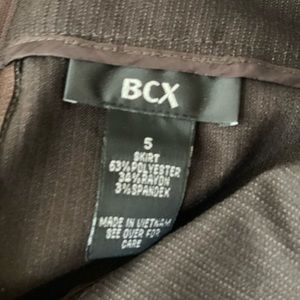 BCX
5
SKIRT
63%POLYESTER
34%RAYON
3%SPANDEX
MADE IN VIETNAM
SEE OVER FOR
CARE